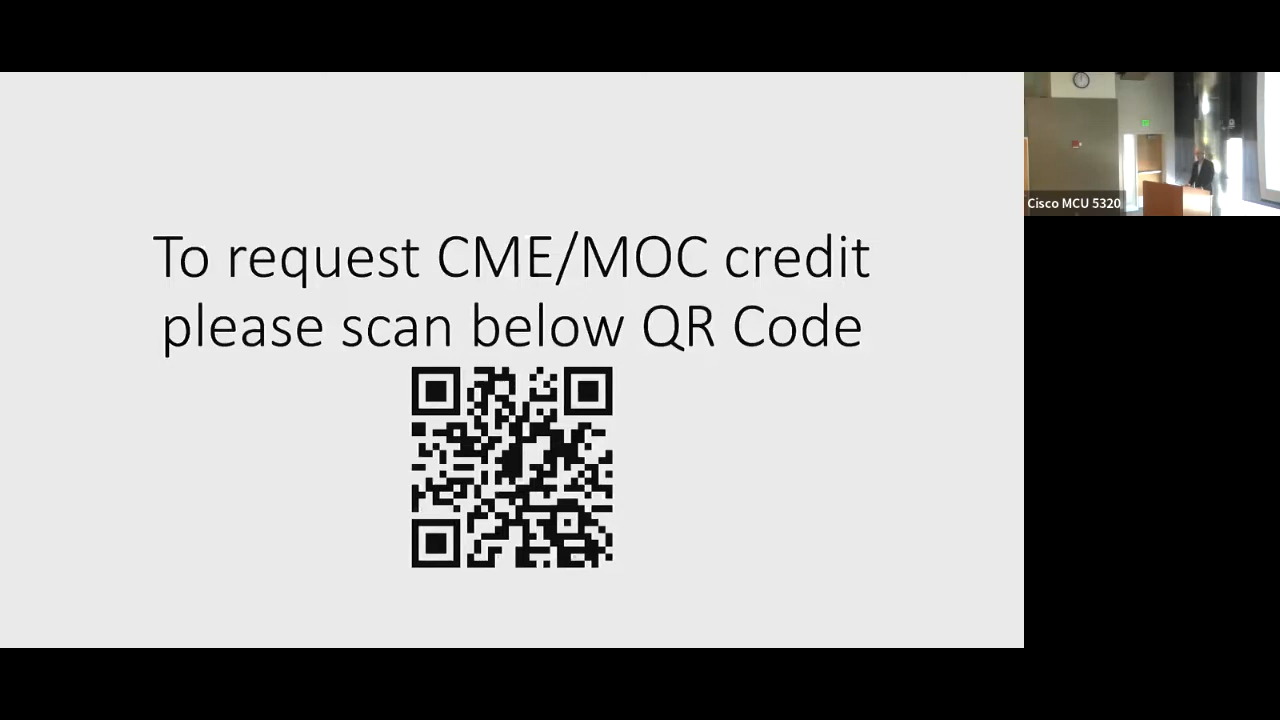 To request CME/MOC credit
please scan below QR Code
Cisco MCU 5320